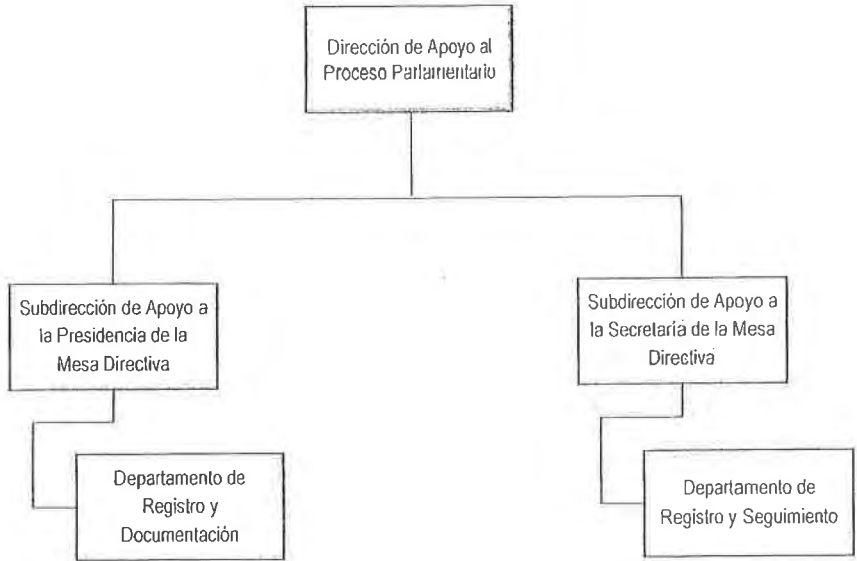 Dirección de Apoyo al
Proceso Parlamentario
Subdirección de Apoyo a
la Presidencia de la
Mesa Directiva
Subdirección de Apoyo a
la Secretaría de la Mesa
Directiva
Departamento de
Registro y
Documentación
Departamento de
Registro y Seguimiento